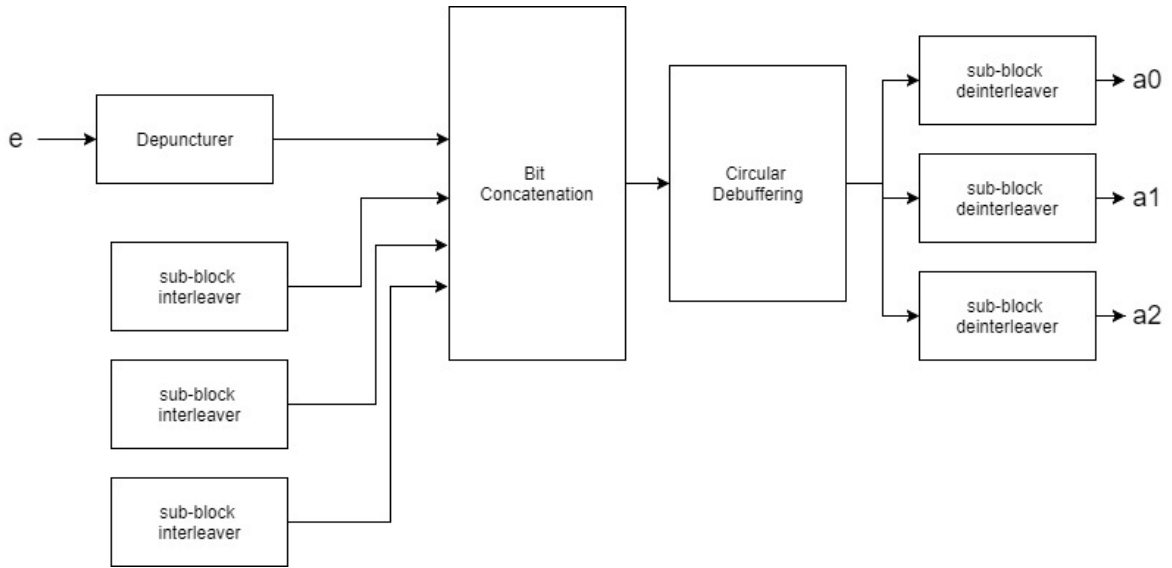 e
Depuncturer
sub-block
interleaver
sub-block
interleaver
sub-block
interleaver
Bit
Concatenation
Circular
Debuffering
sub-block
deinterleaver
a0
sub-block
deinterleaver
a1
sub-block
deinterleaver
a2